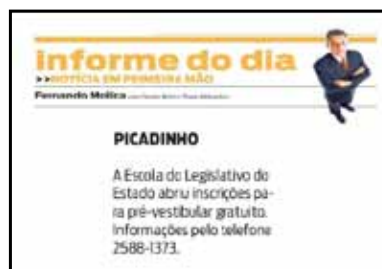 informe do dia
>>NOTÍCIA EM PRIMEIRA MÃO
Fernando Molica
PICADINHO
A Escola do Legislativo do
Estado abriu inscrições pa-
ra pré-vestibular gratuito.
Informações pelo telefone
2588-1373.